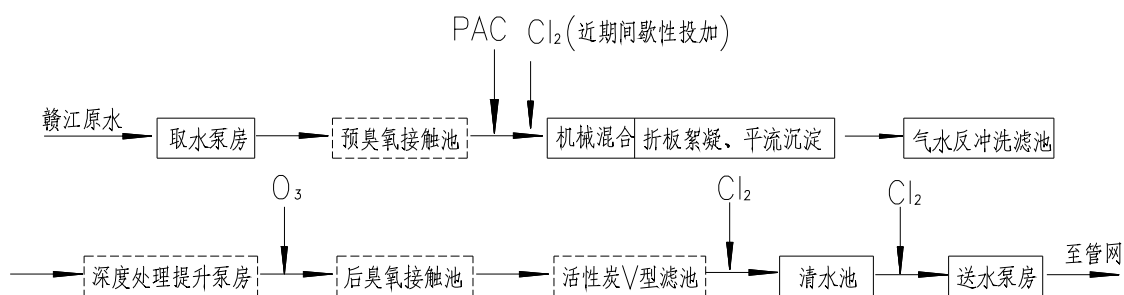 PAC Cl₂(近期间歇性投加)
赣江原水
取水泵房
预臭氧接触池
机械混合
折板絮凝、平流沉淀
气水反冲洗滤池
O₃
Cl₂
Cl₂
深度处理提升泵房
后臭氧接触池
活性炭V型滤池
清水池
送水泵房
至管网